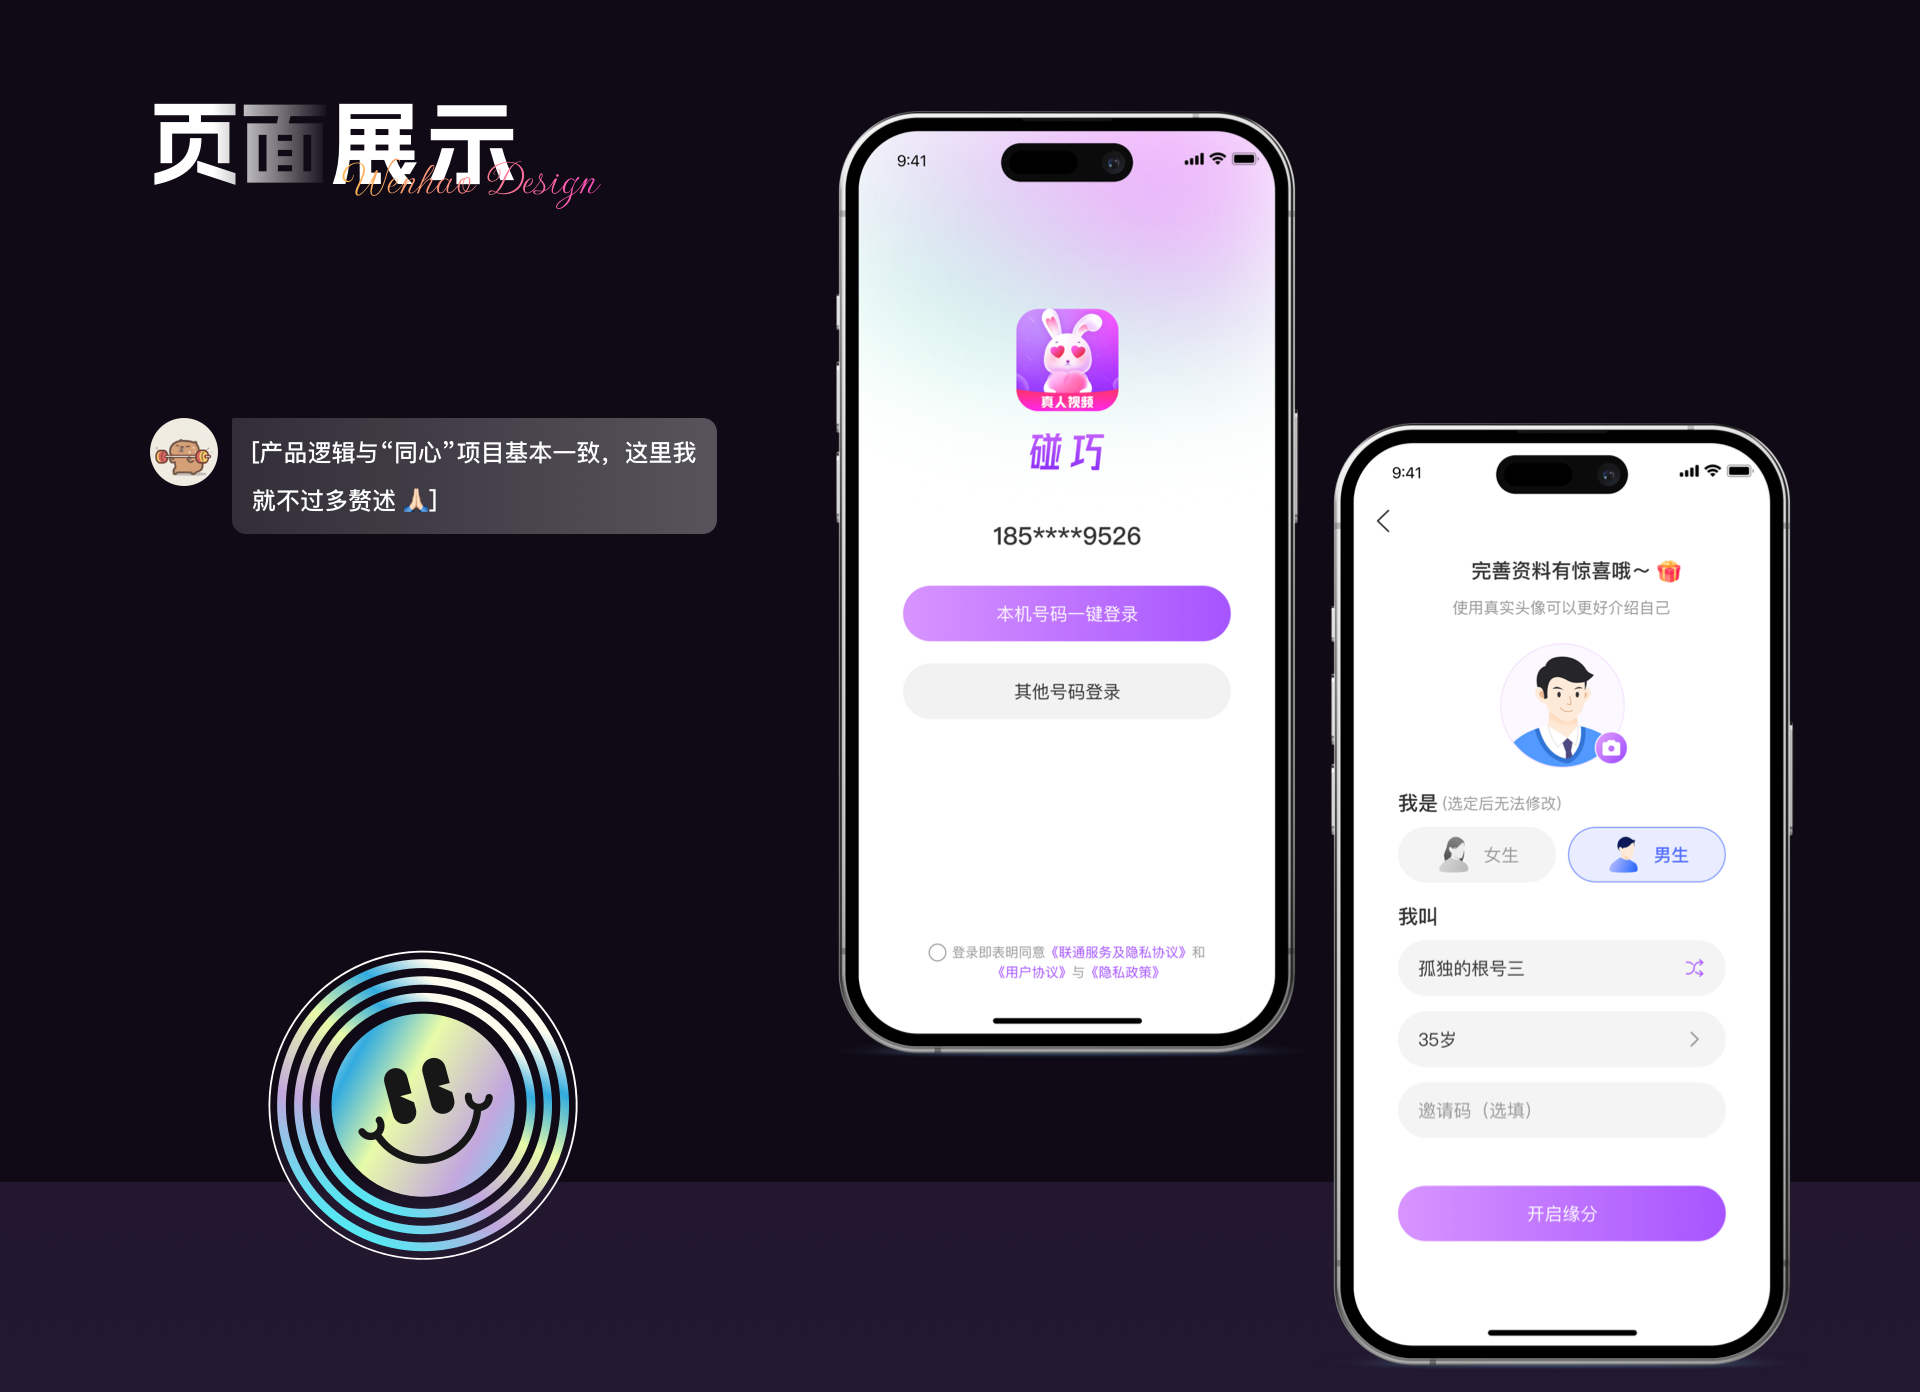 页面展示
Wenhao Design
[产品逻辑与“同心”项目基本一致，这里我
就不过多赘述 🙏🏻]
9:41
真人视频
碰巧
185****9526
本机号码一键登录
其他号码登录
登录即表明同意《联通服务及隐私协议》和
《用户协议》与《隐私政策》
9:41
完善资料有惊喜哦～ 🎁
使用真实头像可以更好介绍自己
我是 (选定后无法修改)
女生
男生
我叫
孤独的根号三
35岁
邀请码（选填）
开启缘分